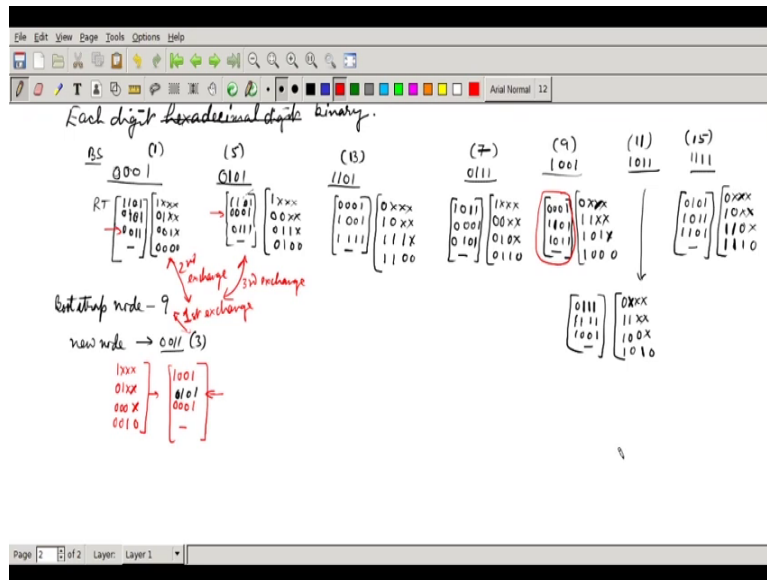 File Edit View Page Tools Options Help
T Arial Normal 12
Each digit hexadecimal digit binary.
BS (1) (5) (13) (7) (9) (11) (15)
0001 0101 1101 0111 1001 1011 1111
RT 1101 1xxx 1101 1xxx 0001 0xxx 1011 1xxx 0001 0xxx 0101 0xxx
0101 01xx 0001 00xx 1001 10xx 0001 00xx 1101 11xx 1011 10xx
0011 001x 0111 011x 1111 111x 0101 010x 1011 101x 1101 110x
– 0000 – 0100 – 1100 – 0110 – 1000 – 1110
2nd exchange
3rd exchange
Bootstrap node - 9 1st exchange
new node → 0011 (3)
0111 0xxx
1111 11xx
1001 100x
– 1010
1xxx 1001
01xx 0101
000x 0001
0010 –
Page 2 of 2 Layer: Layer 1